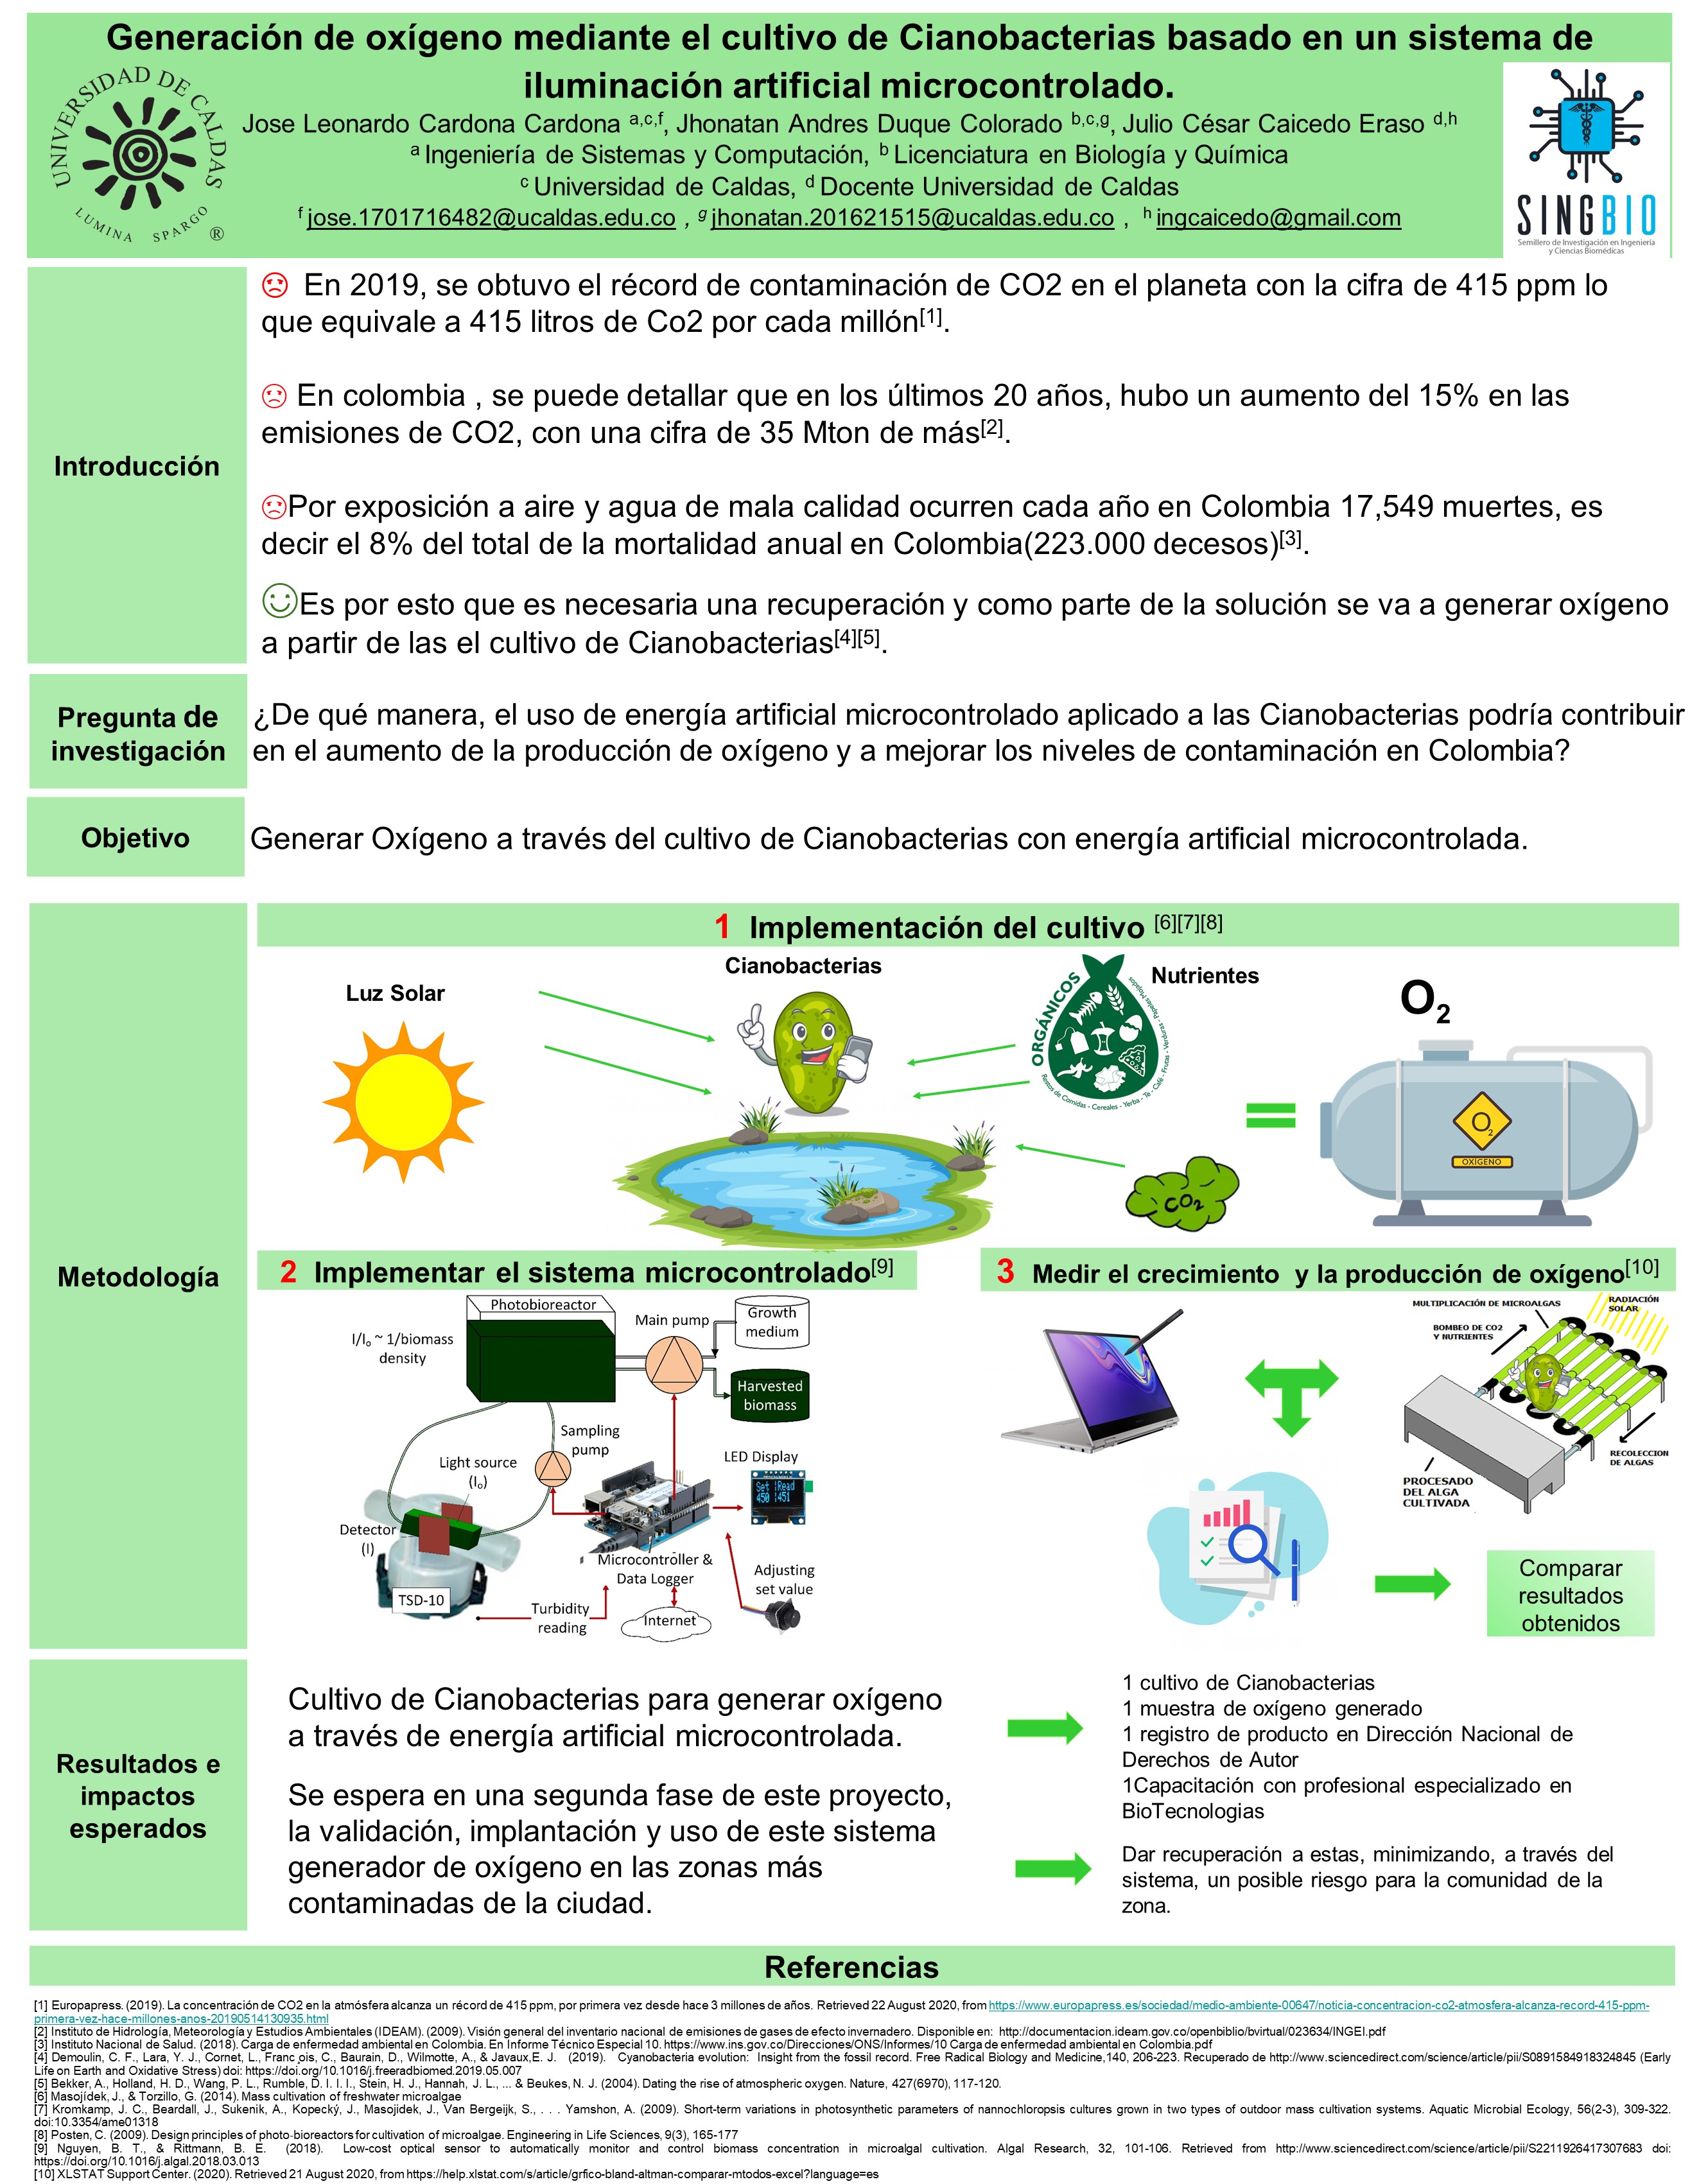 Generación de oxígeno mediante el cultivo de Cianobacterias basado en un sistema de
iluminación artificial microcontrolado.
UNIVERSIDAD DE CALDAS
LUMINA SPARGO ®
Jose Leonardo Cardona Cardona a,c,f, Jhonatan Andres Duque Colorado b,c,g, Julio César Caicedo Eraso d,h
a Ingeniería de Sistemas y Computación, b Licenciatura en Biología y Química
c Universidad de Caldas, d Docente Universidad de Caldas
f jose.1701716482@ucaldas.edu.co , g jhonatan.201621515@ucaldas.edu.co , h ingcaicedo@gmail.com
SINGBIO
Semillero de Investigación en Ingeniería
y Ciencias Biomédicas
Introducción
En 2019, se obtuvo el récord de contaminación de CO2 en el planeta con la cifra de 415 ppm lo
que equivale a 415 litros de Co2 por cada millón[1].
En colombia , se puede detallar que en los últimos 20 años, hubo un aumento del 15% en las
emisiones de CO2, con una cifra de 35 Mton de más[2].
Por exposición a aire y agua de mala calidad ocurren cada año en Colombia 17,549 muertes, es
decir el 8% del total de la mortalidad anual en Colombia(223.000 decesos)[3].
Es por esto que es necesaria una recuperación y como parte de la solución se va a generar oxígeno
a partir de las el cultivo de Cianobacterias[4][5].
Pregunta de
investigación
¿De qué manera, el uso de energía artificial microcontrolado aplicado a las Cianobacterias podría contribuir
en el aumento de la producción de oxígeno y a mejorar los niveles de contaminación en Colombia?
Objetivo
Generar Oxígeno a través del cultivo de Cianobacterias con energía artificial microcontrolada.
Metodología
1 Implementación del cultivo [6][7][8]
Luz Solar
Cianobacterias
Nutrientes
ORGÁNICOS
Restos de Comidas - Cereales - Yerba - Te - Café - Frutas - Verduras - Papeles Mojados
CO2
O2
O2
OXÍGENO
2 Implementar el sistema microcontrolado[9]
Photobioreactor
I/Io ~ 1/biomass
density
Main pump
Growth
medium
Harvested
biomass
Sampling
pump
Light source
(Io)
LED Display
Set Read
450 451
Detector
(I)
Microcontroller &
Data Logger
Adjusting
set value
TSD-10
Turbidity
reading
Internet
3 Medir el crecimiento y la producción de oxígeno[10]
MULTIPLICACIÓN DE MICROALGAS
RADIACIÓN
SOLAR
BOMBEO DE CO2
Y NUTRIENTES
RECOLECCION
DE ALGAS
PROCESADO
DEL ALGA
CULTIVADA
Comparar
resultados
obtenidos
Resultados e
impactos
esperados
Cultivo de Cianobacterias para generar oxígeno
a través de energía artificial microcontrolada.
1 cultivo de Cianobacterias
1 muestra de oxígeno generado
1 registro de producto en Dirección Nacional de
Derechos de Autor
1Capacitación con profesional especializado en
BioTecnologias
Se espera en una segunda fase de este proyecto,
la validación, implantación y uso de este sistema
generador de oxígeno en las zonas más
contaminadas de la ciudad.
Dar recuperación a estas, minimizando, a través del
sistema, un posible riesgo para la comunidad de la
zona.
Referencias
[1] Europapress. (2019). La concentración de CO2 en la atmósfera alcanza un récord de 415 ppm, por primera vez desde hace 3 millones de años. Retrieved 22 August 2020, from https://www.europapress.es/sociedad/medio-ambiente-00647/noticia-concentracion-co2-atmosfera-alcanza-record-415-ppm-
primera-vez-hace-millones-anos-20190514130935.html
[2] Instituto de Hidrología, Meteorología y Estudios Ambientales (IDEAM). (2009). Visión general del inventario nacional de emisiones de gases de efecto invernadero. Disponible en: http://documentacion.ideam.gov.co/openbiblio/bvirtual/023634/INGEI.pdf
[3] Instituto Nacional de Salud. (2018). Carga de enfermedad ambiental en Colombia. En Informe Técnico Especial 10. https://www.ins.gov.co/Direcciones/ONS/Informes/10 Carga de enfermedad ambiental en Colombia.pdf
[4] Demoulin, C. F., Lara, Y. J., Cornet, L., Franc ̧ois, C., Baurain, D., Wilmotte, A., & Javaux,E. J. (2019). Cyanobacteria evolution: Insight from the fossil record. Free Radical Biology and Medicine,140, 206-223. Recuperado de http://www.sciencedirect.com/science/article/pii/S0891584918324845 (Early
Life on Earth and Oxidative Stress) doi: https://doi.org/10.1016/j.freeradbiomed.2019.05.007
[5] Bekker, A., Holland, H. D., Wang, P. L., Rumble, D. I. I. I., Stein, H. J., Hannah, J. L., ... & Beukes, N. J. (2004). Dating the rise of atmospheric oxygen. Nature, 427(6970), 117-120.
[6] Masojídek, J., & Torzillo, G. (2014). Mass cultivation of freshwater microalgae
[7] Kromkamp, J. C., Beardall, J., Sukenik, A., Kopecký, J., Masojidek, J., Van Bergeijk, S., . . . Yamshon, A. (2009). Short-term variations in photosynthetic parameters of nannochloropsis cultures grown in two types of outdoor mass cultivation systems. Aquatic Microbial Ecology, 56(2-3), 309-322.
doi:10.3354/ame01318
[8] Posten, C. (2009). Design principles of photo-bioreactors for cultivation of microalgae. Engineering in Life Sciences, 9(3), 165-177
[9] Nguyen, B. T., & Rittmann, B. E. (2018). Low-cost optical sensor to automatically monitor and control biomass concentration in microalgal cultivation. Algal Research, 32, 101-106. Retrieved from http://www.sciencedirect.com/science/article/pii/S2211926417307683 doi:
https://doi.org/10.1016/j.algal.2018.03.013
[10] XLSTAT Support Center. (2020). Retrieved 21 August 2020, from https://help.xlstat.com/s/article/grfico-bland-altman-comparar-mtodos-excel?language=es